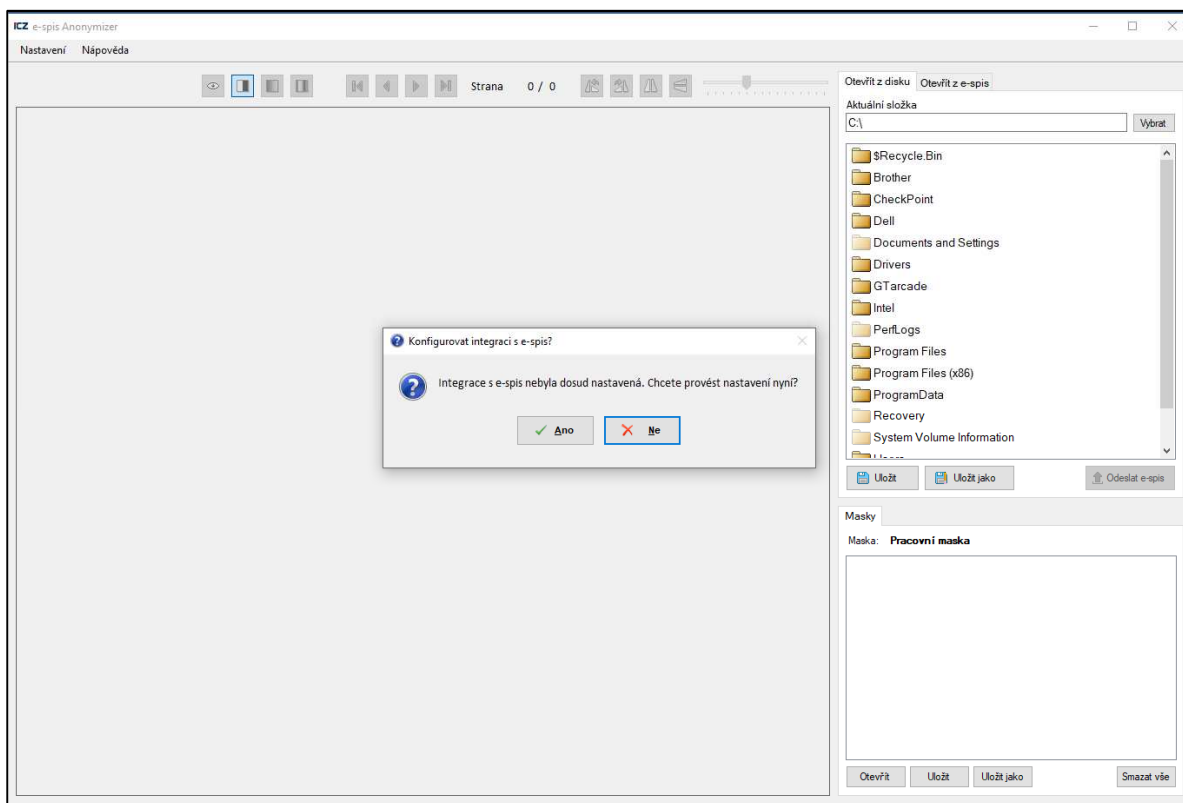 ICZ e-spis Anonymizer
Nastavení Nápověda
Strana 0 / 0
Otevřít z disku Otevřít z e-spis
Aktuální složka
C:\ Vybrat
$Recycle.Bin
Brother
CheckPoint
Dell
Documents and Settings
Drivers
GTarcade
Intel
PerfLogs
Program Files
Program Files (x86)
ProgramData
Recovery
System Volume Information
Uložit Uložit jako Odeslat e-spis
Konfigurovat integraci s e-spis?
Integrace s e-spis nebyla dosud nastavená. Chcete provést nastavení nyní?
Ano Ne
Masky
Maska: Pracovní maska
Otevřít Uložit Uložit jako Smazat vše